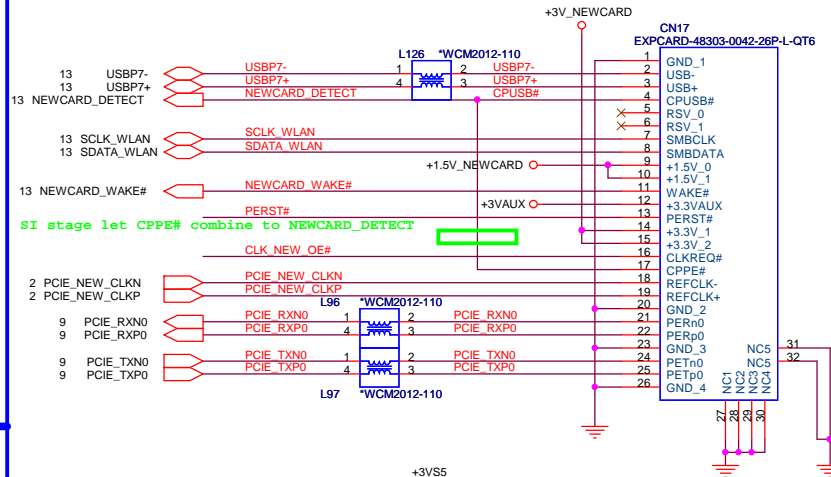 +3V_NEWCARD
CN17
EXPCARD-48303-0042-26P-L-QT6
L126 *WCM2012-110
13 USBP7- USBP7- 1 2 USBP7- 2 USB-
13 USBP7+ USBP7+ 4 3 USBP7+ 3 USB+
13 NEWCARD_DETECT NEWCARD_DETECT CPUSB# 4 CPUSB#
1 GND_1
5 RSV_0
6 RSV_1
13 SCLK_WLAN SCLK_WLAN 7 SMBCLK
13 SDATA_WLAN SDATA_WLAN 8 SMBDATA
+1.5V_NEWCARD 9 +1.5V_0
10 +1.5V_1
13 NEWCARD_WAKE# NEWCARD_WAKE# 11 WAKE#
+3VAUX 12 +3.3VAUX
PERST# 13 PERST#
SI stage let CPPE# combine to NEWCARD_DETECT
14 +3.3V_1
15 +3.3V_2
CLK_NEW_OE# 16 CLKREQ#
17 CPPE#
2 PCIE_NEW_CLKN PCIE_NEW_CLKN 18 REFCLK-
2 PCIE_NEW_CLKP PCIE_NEW_CLKP 19 REFCLK+
L96 *WCM2012-110
20 GND_2
9 PCIE_RXN0 PCIE_RXN0 1 2 PCIE_RXN0 21 PERn0
9 PCIE_RXP0 PCIE_RXP0 4 3 PCIE_RXP0 22 PERp0
23 GND_3 NC5 31
9 PCIE_TXN0 PCIE_TXN0 1 2 PCIE_TXN0 24 PETn0 NC5 32
9 PCIE_TXP0 PCIE_TXP0 4 3 PCIE_TXP0 25 PETp0
26 GND_4
L97 *WCM2012-110
NC1 NC2 NC3 NC4
27 28 29 30
+3VS5